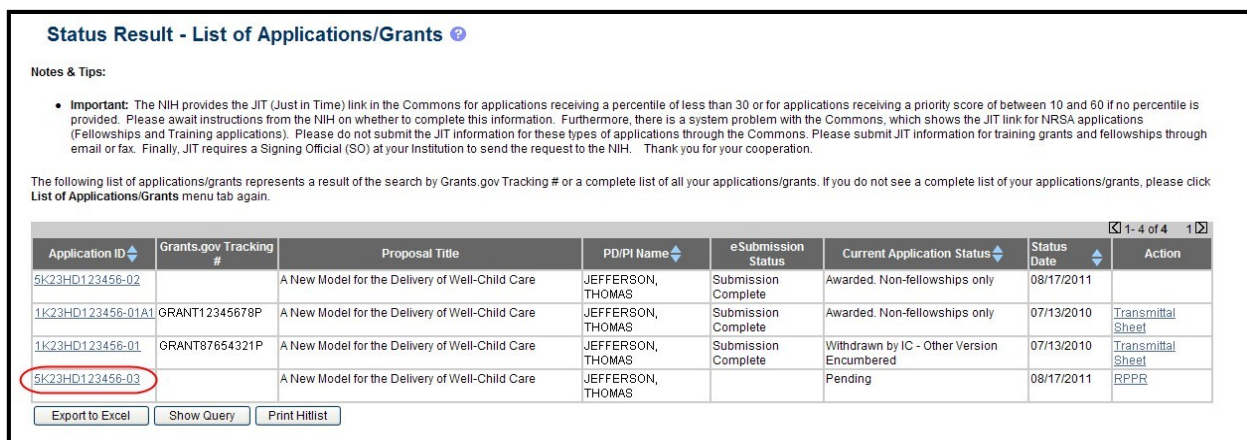 Status Result - List of Applications/Grants ?
Notes & Tips:
Important: The NIH provides the JIT (Just in Time) link in the Commons for applications receiving a percentile of less than 30 or for applications receiving a priority score of between 10 and 60 if no percentile is
provided. Please await instructions from the NIH on whether to complete this information. Furthermore, there is a system problem with the Commons, which shows the JIT link for NRSA applications
(Fellowships and Training applications). Please do not submit the JIT information for these types of applications through the Commons. Please submit JIT information for training grants and fellowships through
email or fax. Finally, JIT requires a Signing Official (SO) at your Institution to send the request to the NIH. Thank you for your cooperation.
The following list of applications/grants represents a result of the search by Grants.gov Tracking # or a complete list of all your applications/grants. If you do not see a complete list of your applications/grants, please click
List of Applications/Grants menu tab again.
1- 4 of 4 1
Application ID Grants.gov Tracking # Proposal Title PD/PI Name eSubmission Status Current Application Status Status Date Action
5K23HD123456-02 A New Model for the Delivery of Well-Child Care JEFFERSON, THOMAS Submission Complete Awarded. Non-fellowships only 08/17/2011
1K23HD123456-01A1 GRANT12345678P A New Model for the Delivery of Well-Child Care JEFFERSON, THOMAS Submission Complete Awarded. Non-fellowships only 07/13/2010 Transmittal Sheet
1K23HD123456-01 GRANT87654321P A New Model for the Delivery of Well-Child Care JEFFERSON, THOMAS Submission Complete Withdrawn by IC - Other Version Encumbered 07/13/2010 Transmittal Sheet
5K23HD123456-03 A New Model for the Delivery of Well-Child Care JEFFERSON, THOMAS Pending 08/17/2011 RPPR
Export to Excel Show Query Print Hitlist